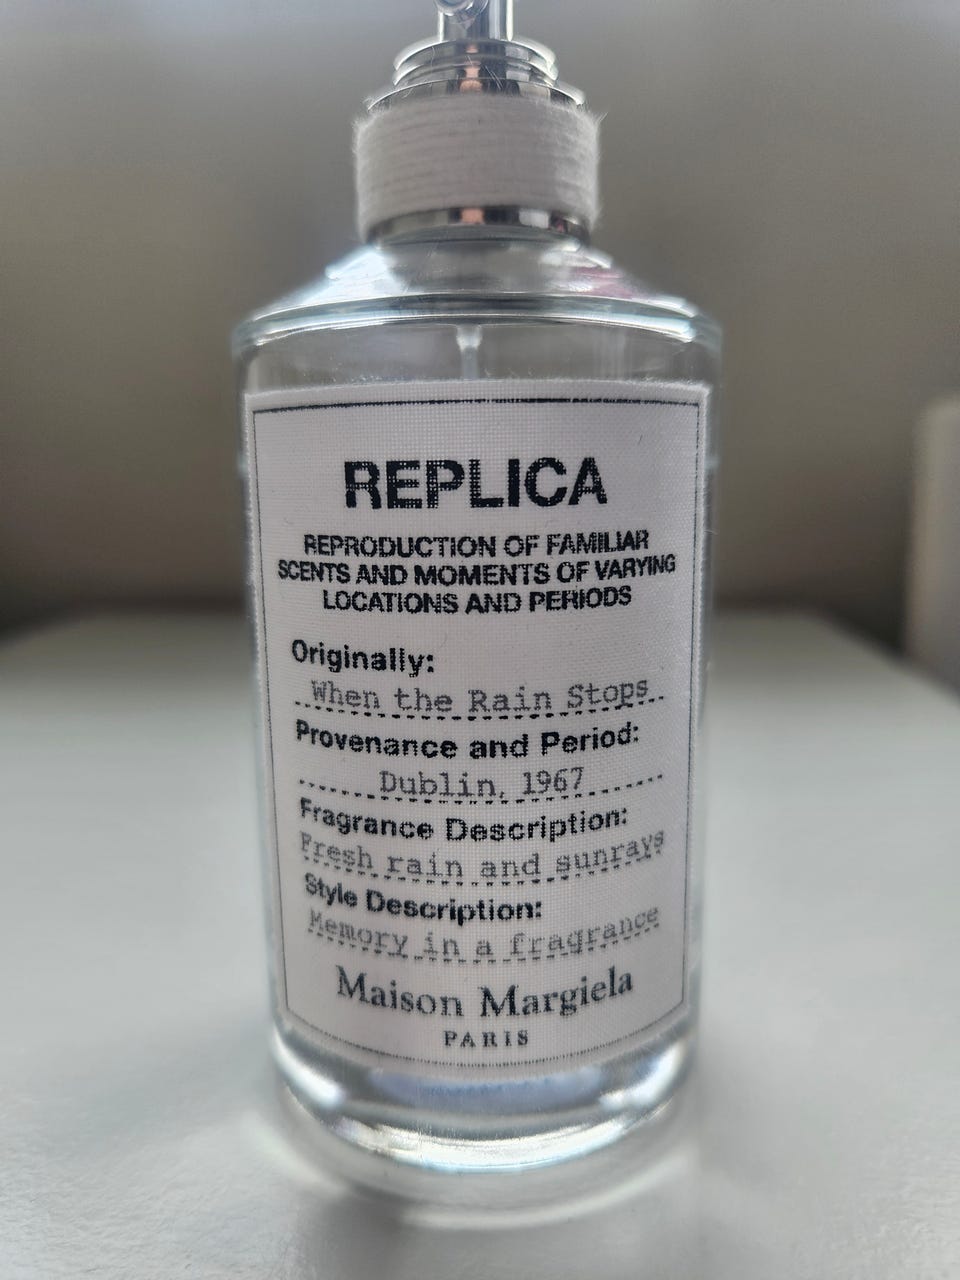 REPLICA
REPRODUCTION OF FAMILIAR
SCENTS AND MOMENTS OF VARYING
LOCATIONS AND PERIODS
Originally:
When the Rain Stops
Provenance and Period:
Dublin, 1967
Fragrance Description:
Fresh rain and sunrays
Style Description:
Memory in a fragrance
Maison Margiela
PARIS